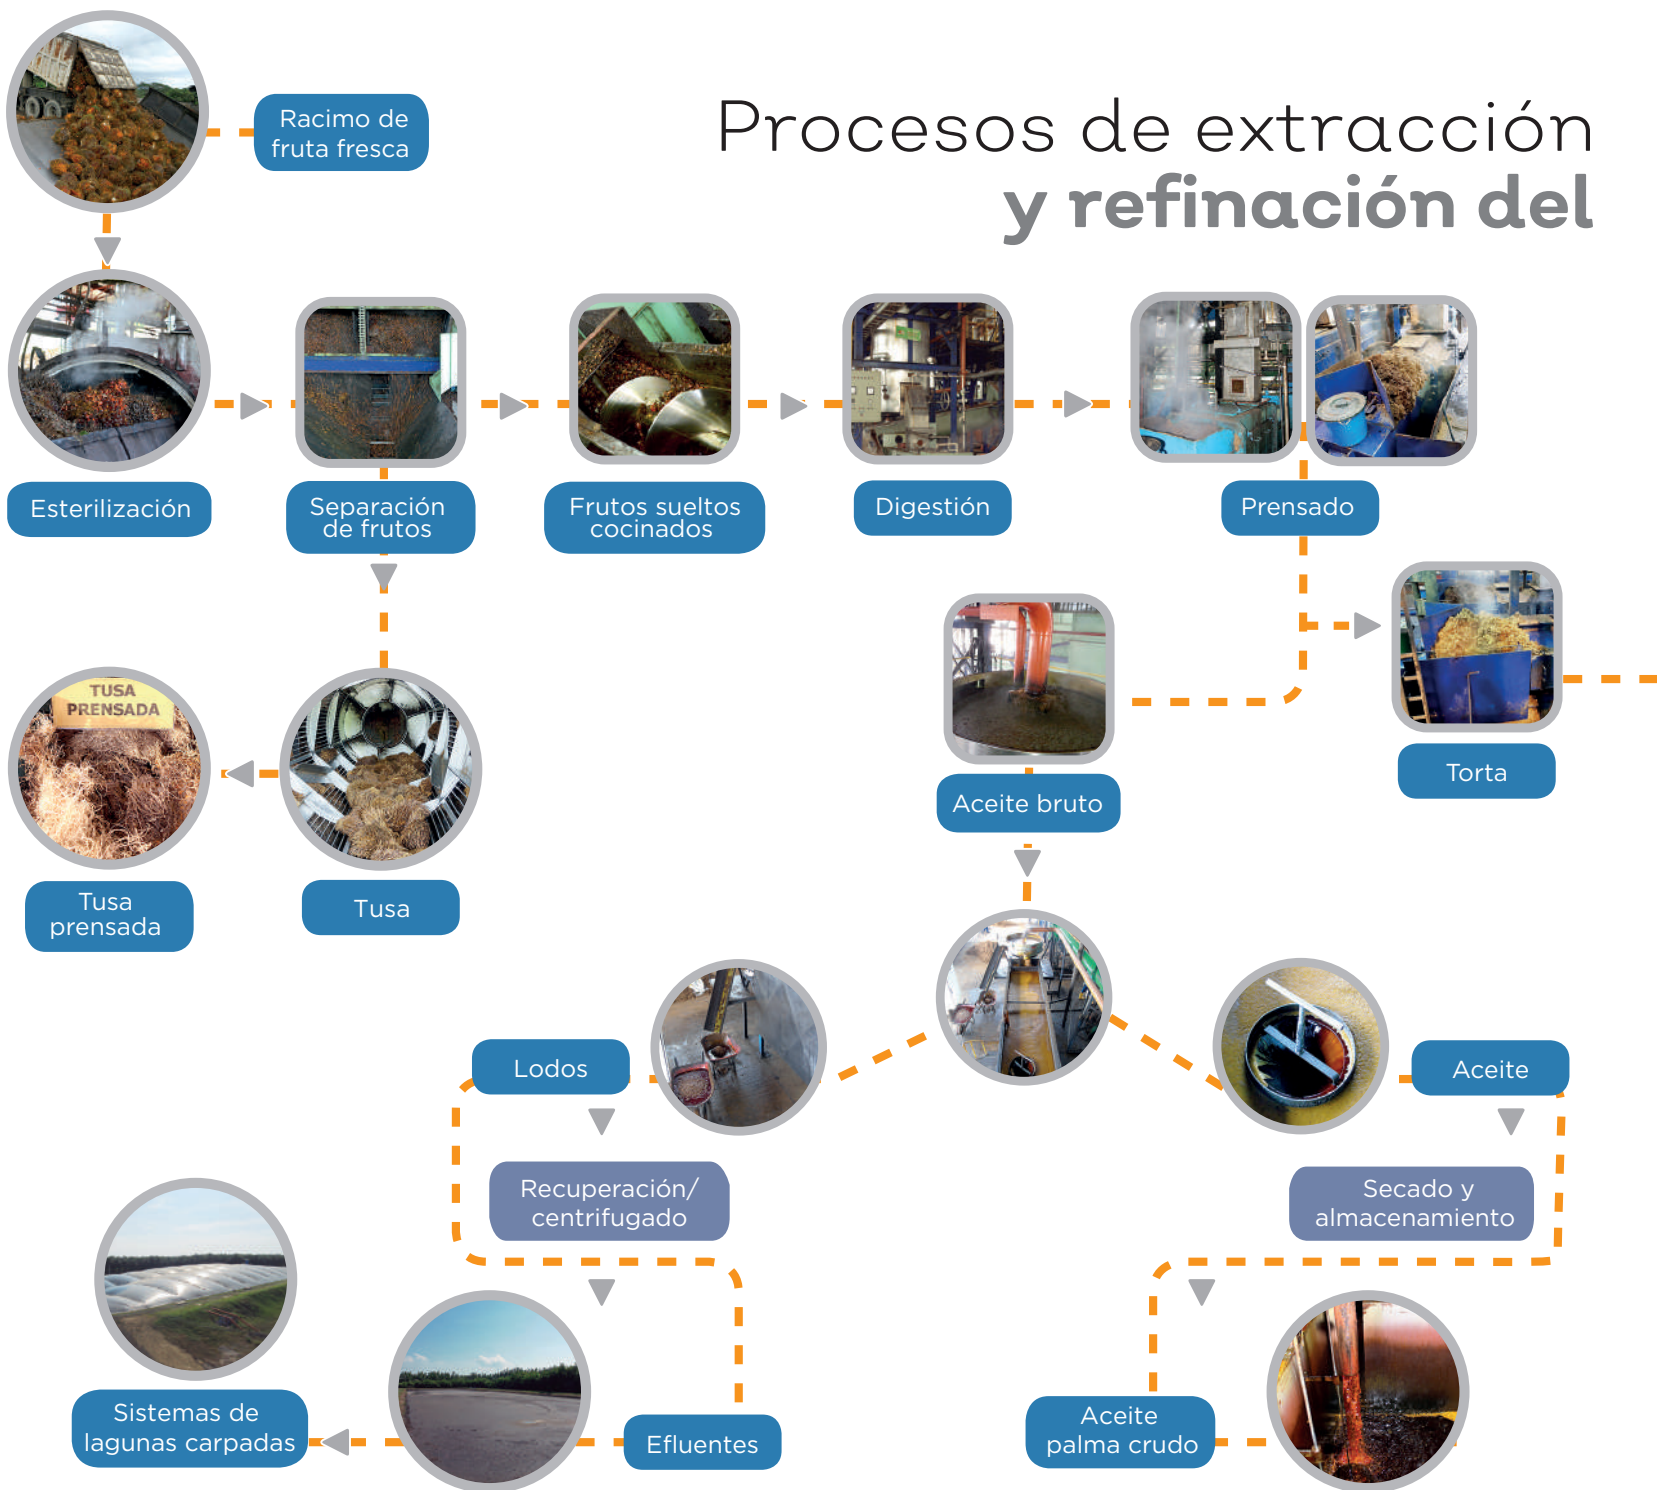 Procesos de extracción
y refinación del
Racimo de
fruta fresca
Esterilización
Separación
de frutos
Frutos sueltos
cocinados
Digestión
Prensado
Torta
TUSA
PRENSADA
Tusa
prensada
Tusa
Aceite bruto
Lodos
Aceite
Recuperación/
centrifugado
Secado y
almacenamiento
Sistemas de
lagunas carpadas
Efluentes
Aceite
palma crudo